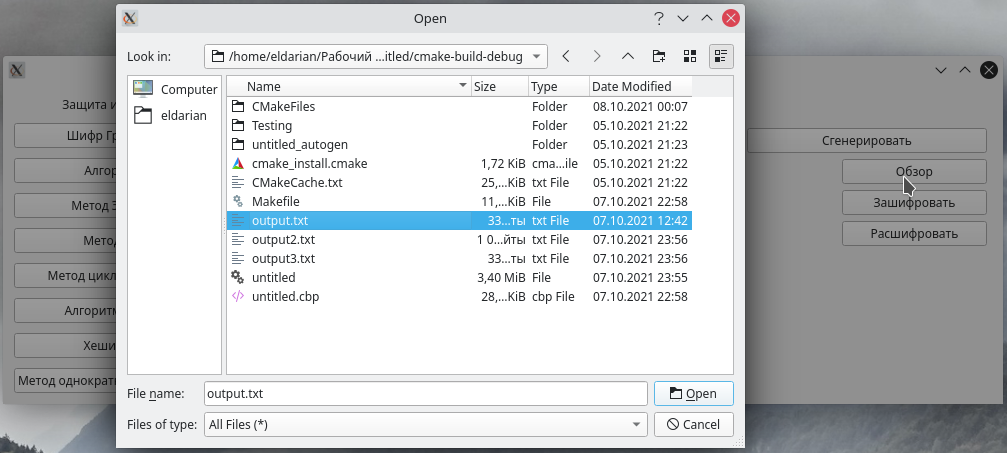 Open
Look in: /home/eldarian/Рабочий ...itled/cmake-build-debug
Computer
eldarian
Name Size Type Date Modified
CMakeFiles Folder 08.10.2021 00:07
Testing Folder 05.10.2021 21:22
untitled_autogen Folder 05.10.2021 21:23
cmake_install.cmake 1,72 KiB cma...ile 05.10.2021 21:22
CMakeCache.txt 25,...KiB txt File 05.10.2021 21:22
Makefile 11,...KiB File 07.10.2021 22:58
output.txt 33...ты txt File 07.10.2021 12:42
output2.txt 1 0...йты txt File 07.10.2021 23:56
output3.txt 33...ты txt File 07.10.2021 23:56
untitled 3,40 MiB File 07.10.2021 23:55
untitled.cbp 28,...KiB cbp File 07.10.2021 22:58
File name: output.txt Open
Files of type: All Files (*) Cancel
Защита и
Шифр Гр
Алгор
Метод З
Метод
Метод цикл
Алгоритм
Хеши
Метод однократ
Сгенерировать
Обзор
Зашифровать
Расшифровать